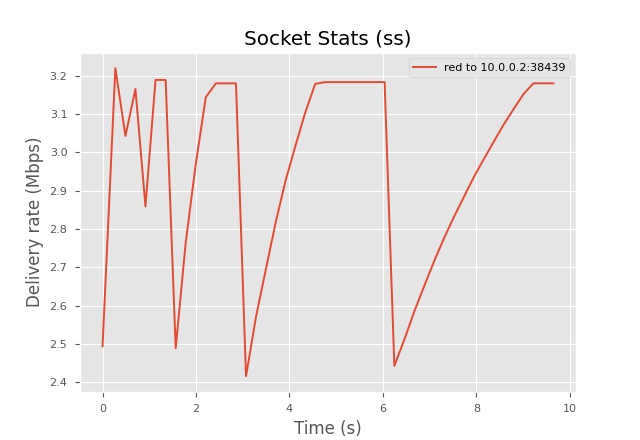 Socket Stats (ss)
red to 10.0.0.2:38439
Delivery rate (Mbps)
3.2
3.1
3.0
2.9
2.8
2.7
2.6
2.5
2.4
0 2 4 6 8 10
Time (s)